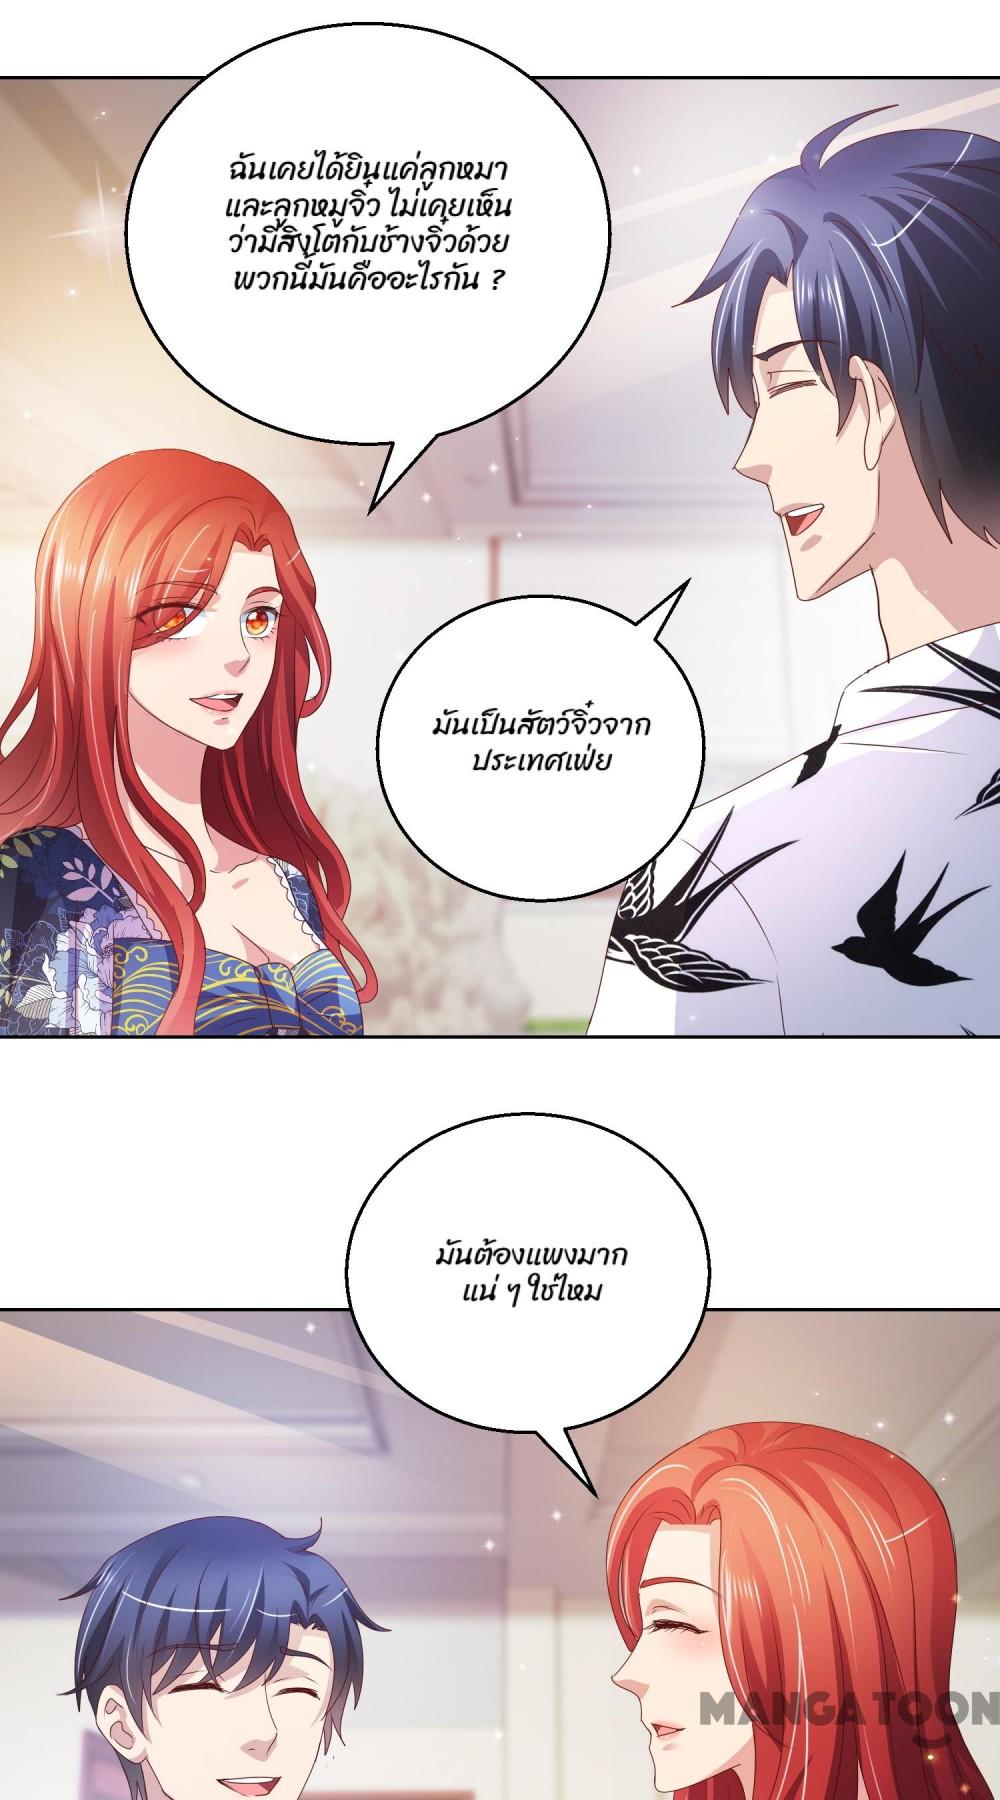 ฉันเคยได้ยินแค่ลูกหมา
และลูกหมูจิ๋ว ไม่เคยเห็น
ว่ามีสิงโตกับช้างจิ๋วด้วย
พวกนี้มันคืออะไรกัน ?
มันเป็นสัตว์จิ๋วจาก
ประเทศเฟ่ย
มันต้องแพงมาก
แน่ ๆ ใช่ไหม
MANGATOON